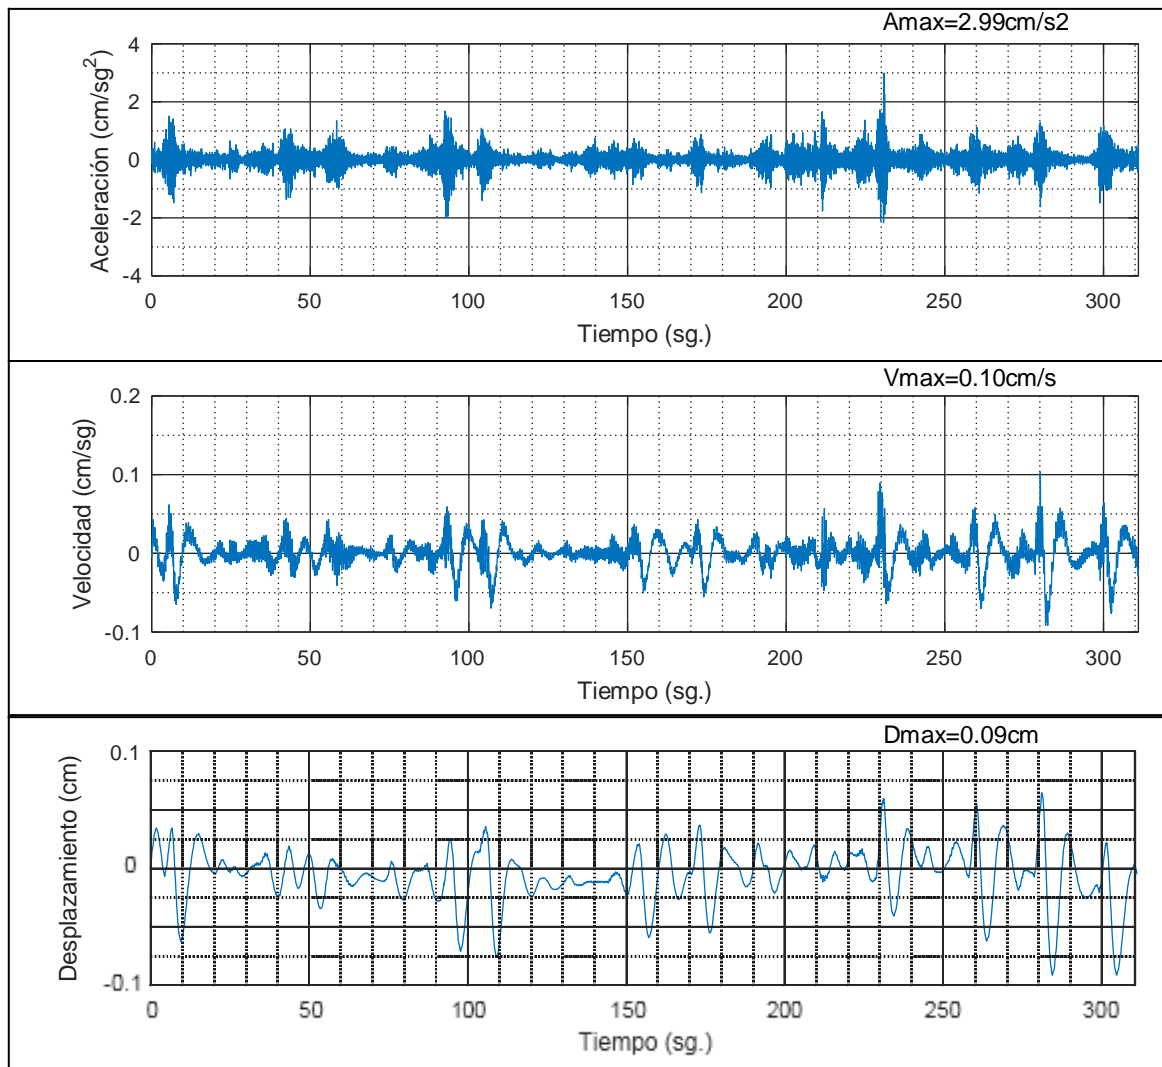 Amax=2.99cm/s2
4
2
0
-2
-4
Aceleración (cm/sg2)
0 50 100 150 200 250 300
Tiempo (sg.)
Vmax=0.10cm/s
0.2
0.1
0
-0.1
Velocidad (cm/sg)
0 50 100 150 200 250 300
Tiempo (sg.)
Dmax=0.09cm
0.1
0
-0.1
Desplazamiento (cm)
0 50 100 150 200 250 300
Tiempo (sg.)